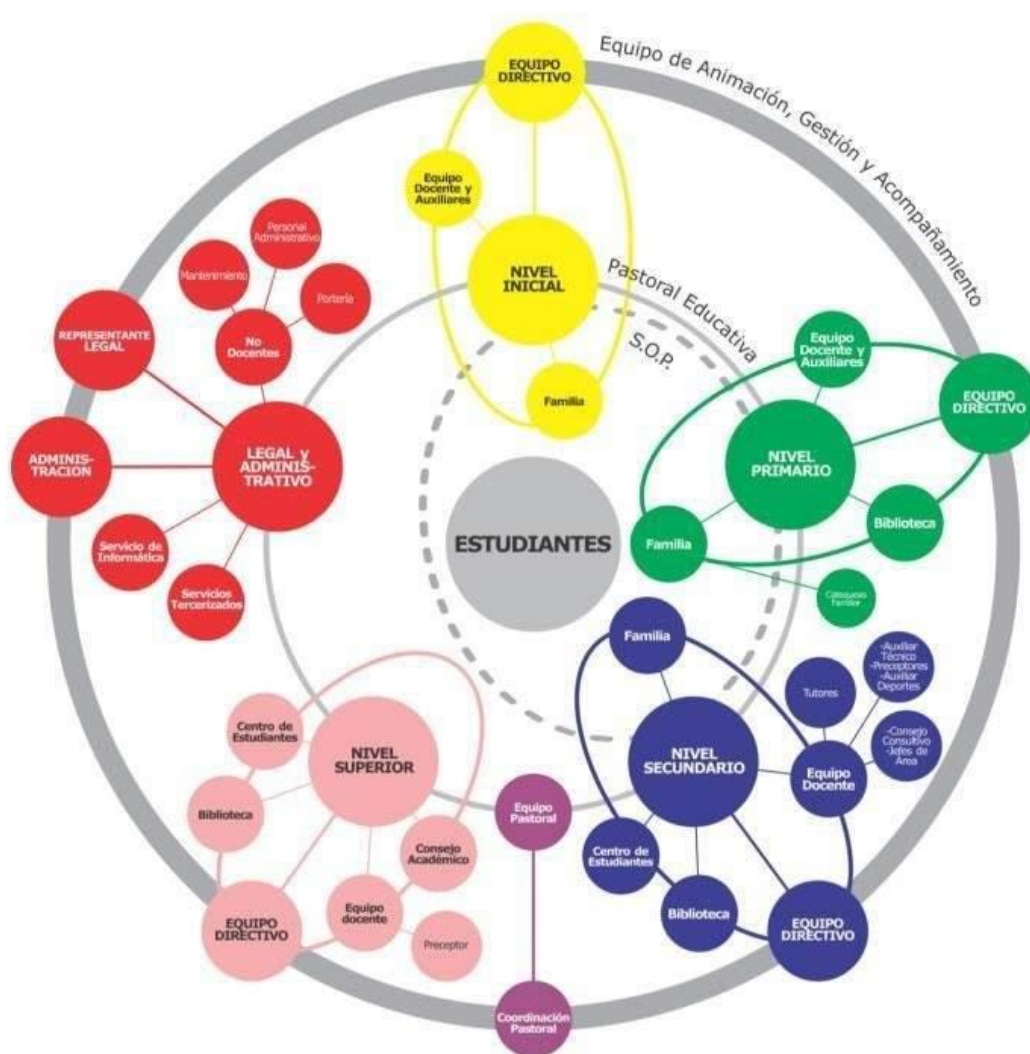 Equipo de Animación, Gestión y Acompañamiento
Pastoral Educativa
S.O.P.
ESTUDIANTES
EQUIPO
DIRECTIVO
Equipo
Docente y
Auxiliares
NIVEL
INICIAL
Familia
Equipo
Docente y
Auxiliares
EQUIPO
DIRECTIVO
NIVEL
PRIMARIO
Biblioteca
Familia
Catequesis
Familiar
Familia
-Auxiliar
Técnico
-Preceptores
-Auxiliar
Deportes
Tutores
-Consejo
Consultivo
-Jefes de
Area
NIVEL
SECUNDARIO
Equipo
Docente
Centro de
Estudiantes
Biblioteca
EQUIPO
DIRECTIVO
Equipo
Pastoral
Coordinación
Pastoral
Centro de
Estudiantes
NIVEL
SUPERIOR
Biblioteca
Consejo
Académico
Equipo
docente
EQUIPO
DIRECTIVO
Preceptor
Personal
Administrativo
Mantenimiento
Portería
No
Docentes
REPRESENTANTE
LEGAL
LEGAL y
ADMINIS-
TRATIVO
ADMINIS-
TRACIÓN
Servicio de
Informática
Servicios
Tercerizados